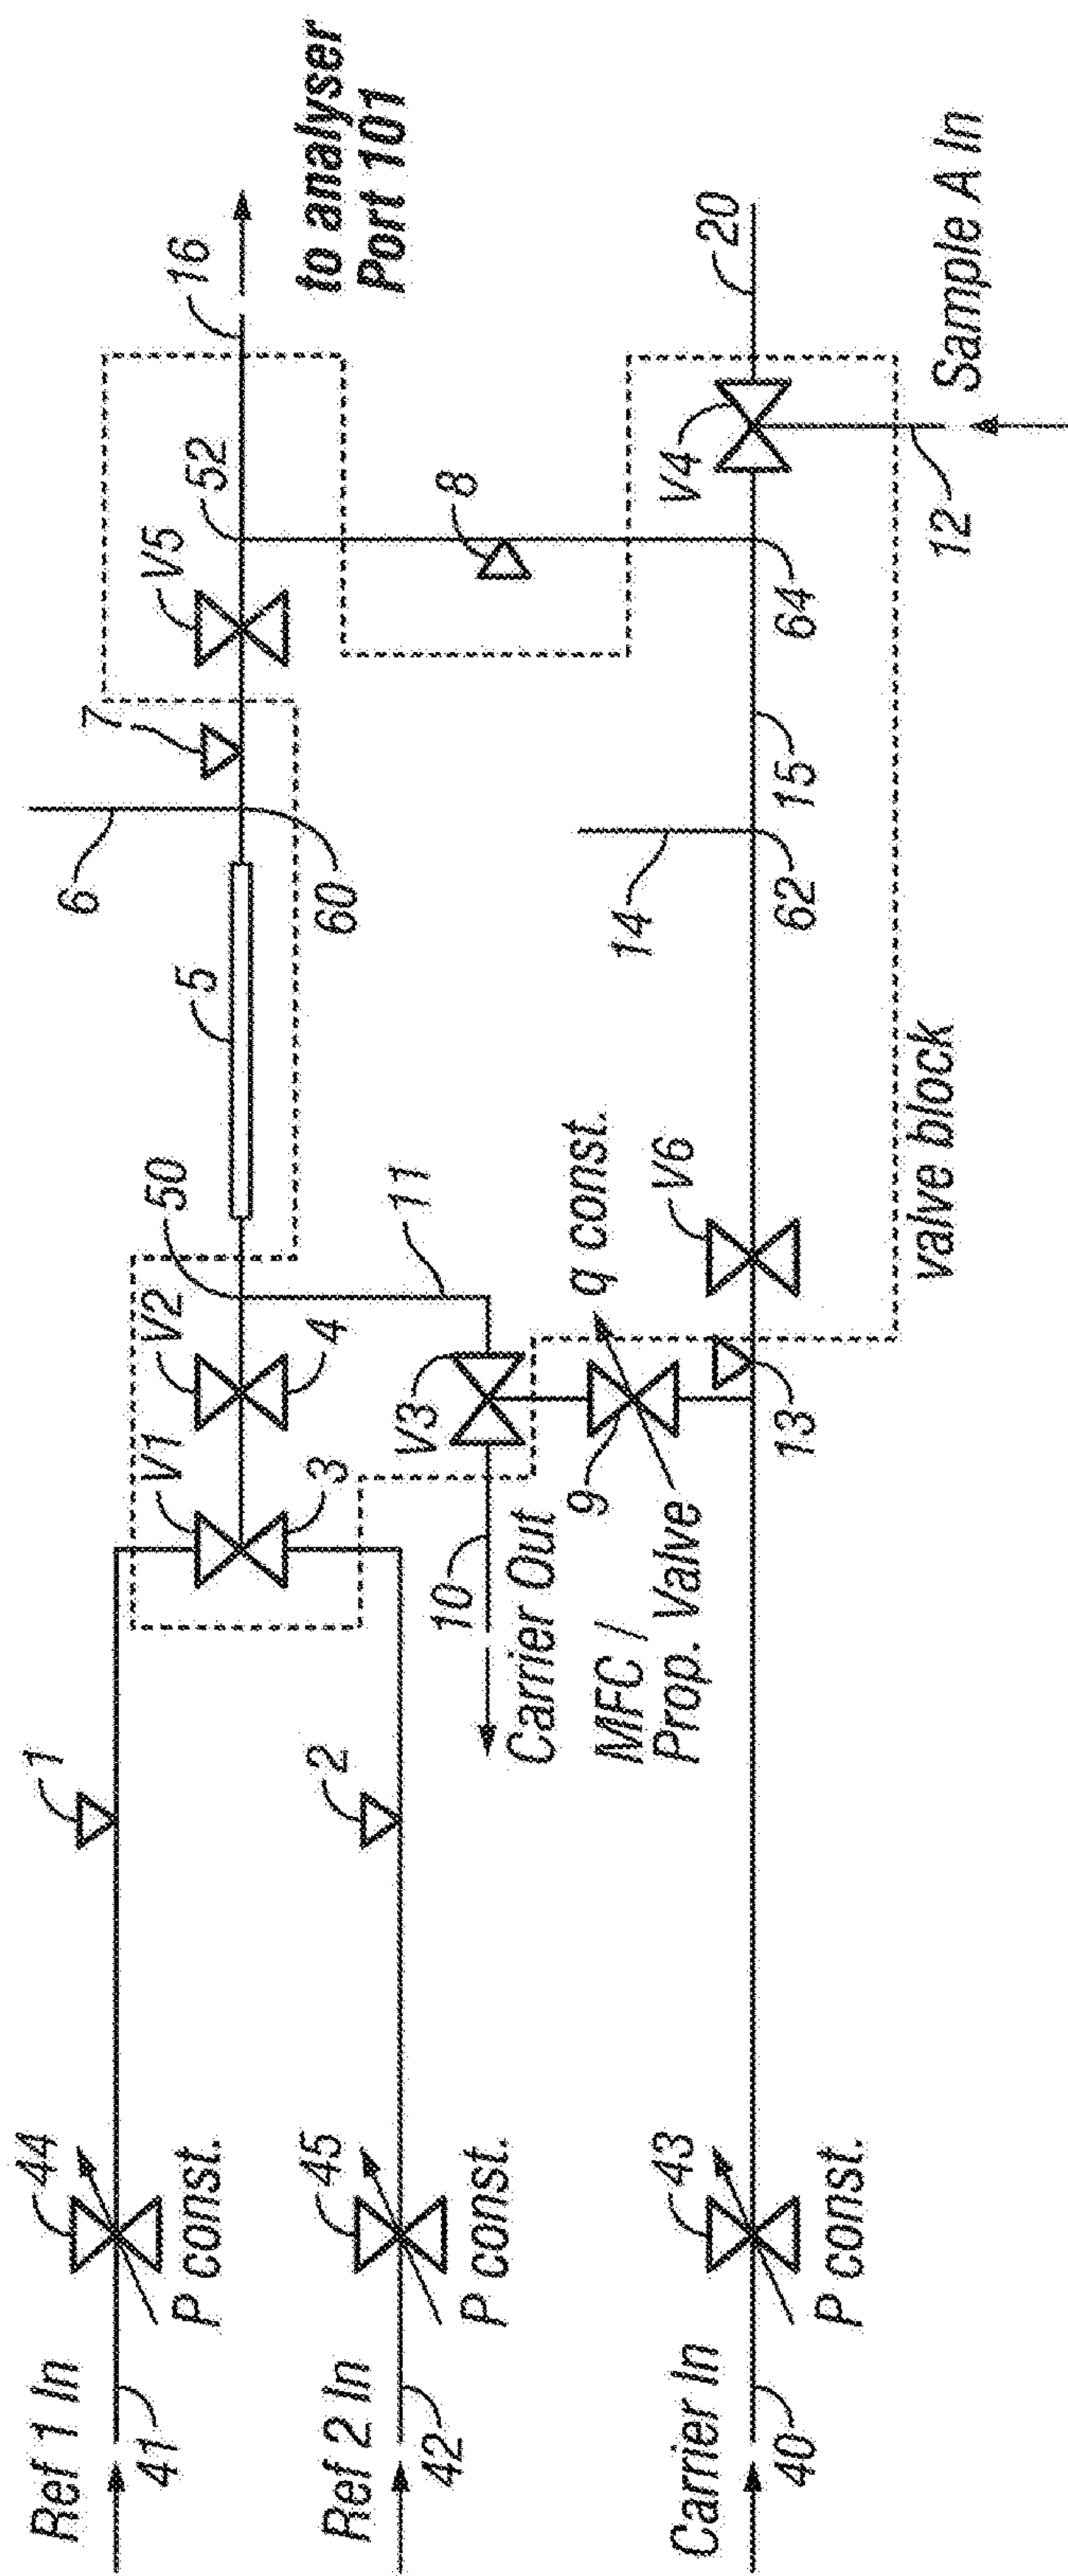 Ref 1 In
41
44
P const.
1
V1
V2
50
3
4
5
6
60
7
V5
52
16
to analyser
Port 101
Ref 2 In
42
45
P const.
2
10
Carrier Out
V3
11
MFC /
Prop. Valve
9
q const.
8
Carrier In
40
43
P const.
13
V6
14
62
15
64
V4
20
12
Sample A In
valve block